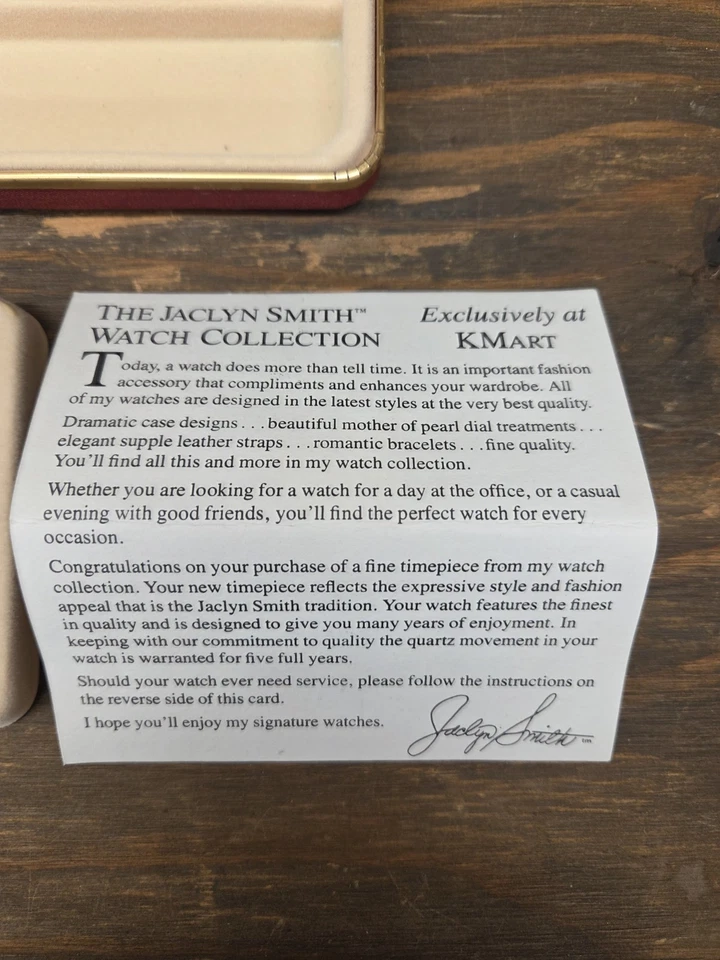 THE JACLYN SMITH™
WATCH COLLECTION
Exclusively at
KMART
Today, a watch does more than tell time. It is an important fashion
accessory that compliments and enhances your wardrobe. All
of my watches are designed in the latest styles at the very best quality.
Dramatic case designs . . . beautiful mother of pearl dial treatments . . .
elegant supple leather straps . . . romantic bracelets . . . fine quality.
You'll find all this and more in my watch collection.
Whether you are looking for a watch for a day at the office, or a casual
evening with good friends, you'll find the perfect watch for every
occasion.
Congratulations on your purchase of a fine timepiece from my watch
collection. Your new timepiece reflects the expressive style and fashion
appeal that is the Jaclyn Smith tradition. Your watch features the finest
in quality and is designed to give you many years of enjoyment. In
keeping with our commitment to quality the quartz movement in your
watch is warranted for five full years.
Should your watch ever need service, please follow the instructions on
the reverse side of this card.
I hope you'll enjoy my signature watches.
Jaclyn Smith™